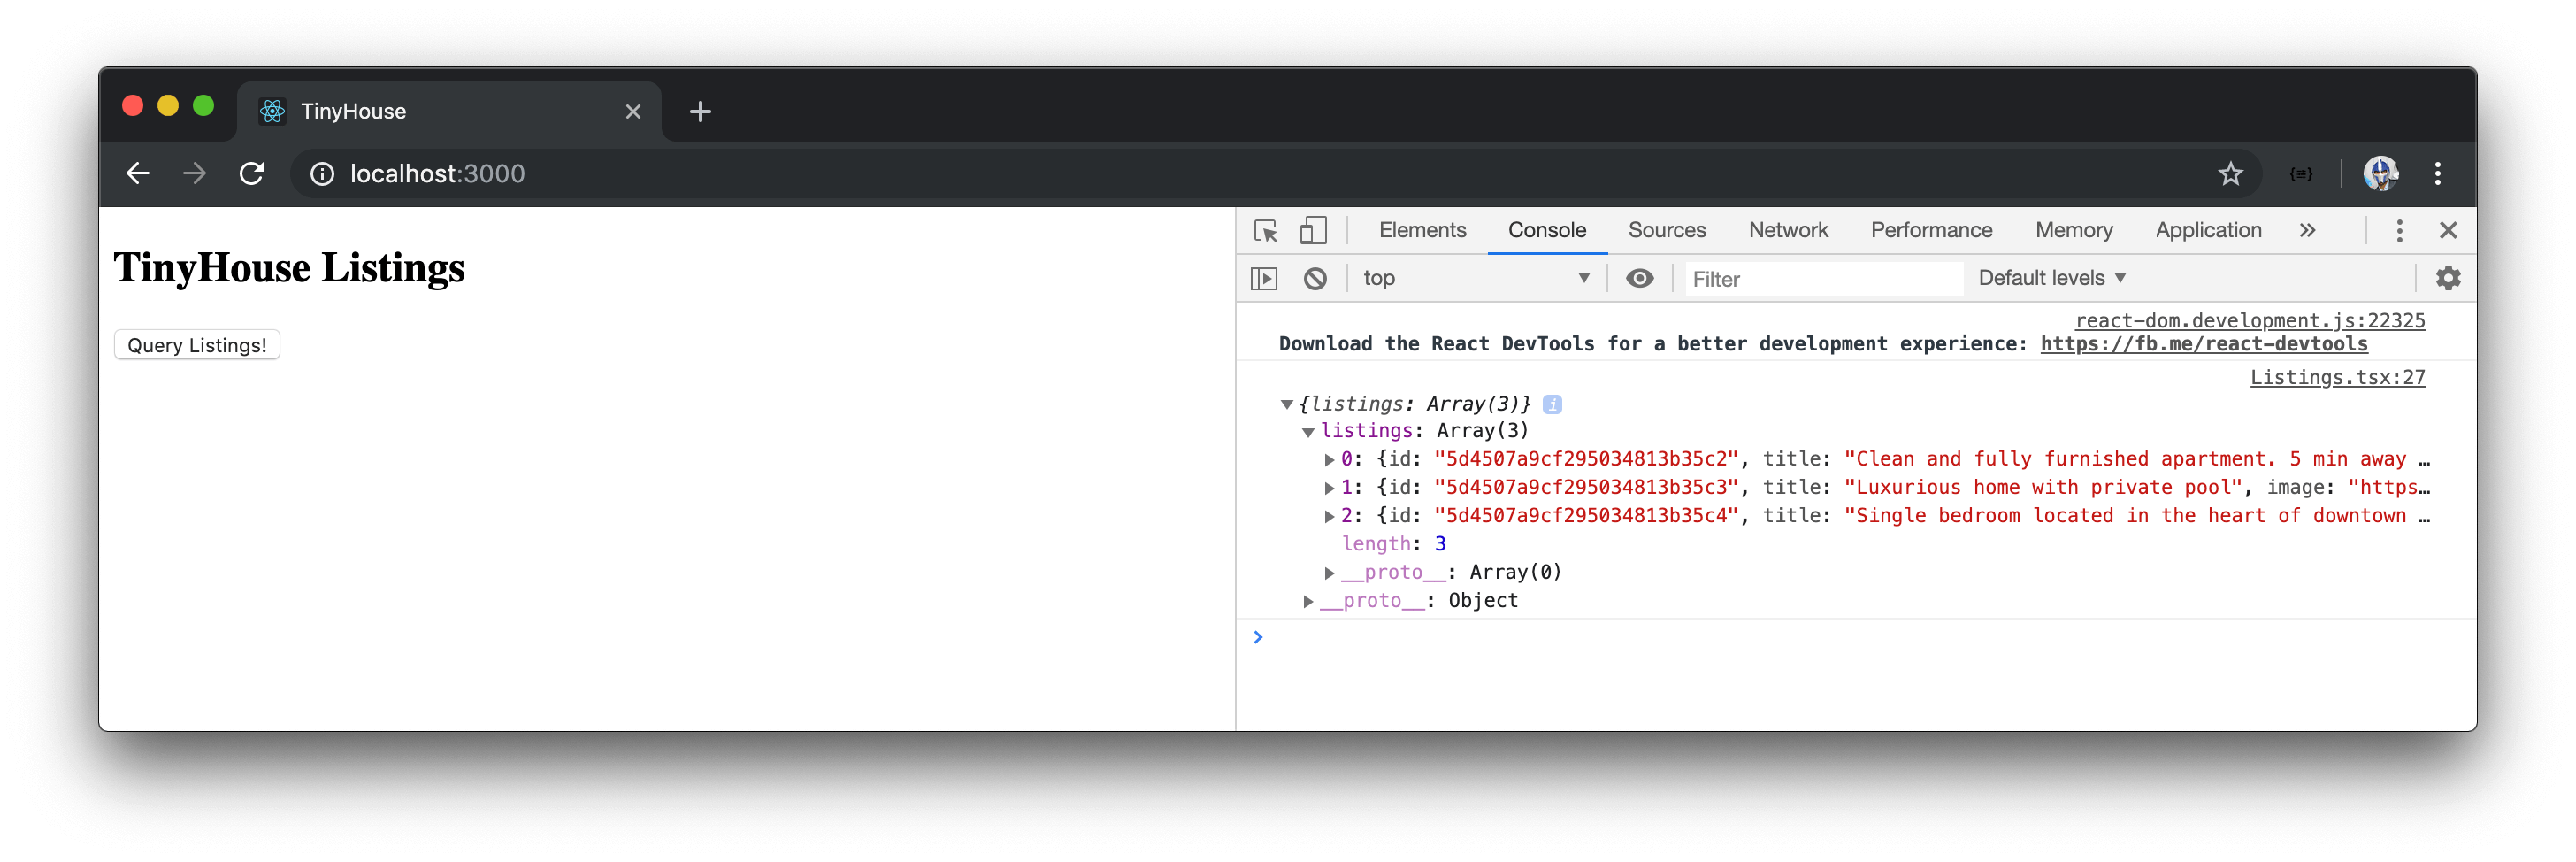 TinyHouse
localhost:3000
TinyHouse Listings
Query Listings!
Elements Console Sources Network Performance Memory Application »
top Filter Default levels ▼
react-dom.development.js:22325
Download the React DevTools for a better development experience: https://fb.me/react-devtools
Listings.tsx:27
▼{listings: Array(3)} i
▼listings: Array(3)
▶0: {id: "5d4507a9cf295034813b35c2", title: "Clean and fully furnished apartment. 5 min away …
▶1: {id: "5d4507a9cf295034813b35c3", title: "Luxurious home with private pool", image: "https…
▶2: {id: "5d4507a9cf295034813b35c4", title: "Single bedroom located in the heart of downtown …
length: 3
▶__proto__: Array(0)
▶__proto__: Object